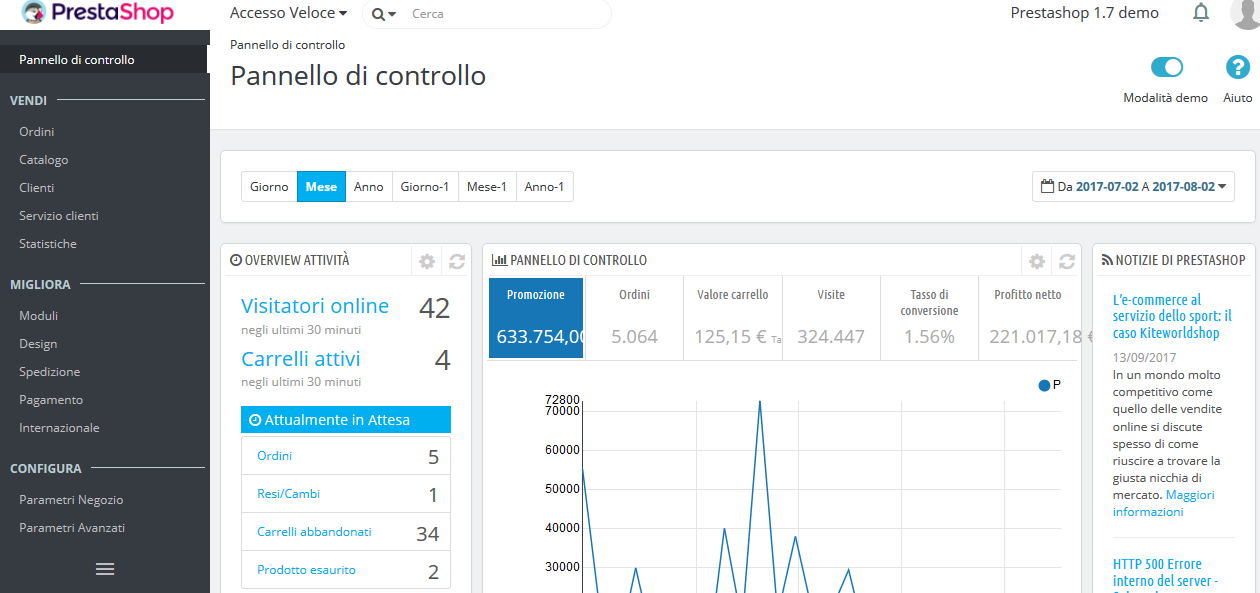 PrestaShop
Accesso Veloce
Cerca
Prestashop 1.7 demo
Pannello di controllo
Pannello di controllo
Modalità demo
Aiuto
Pannello di controllo
VENDI
Ordini
Catalogo
Clienti
Servizio clienti
Statistiche
MIGLIORA
Moduli
Design
Spedizione
Pagamento
Internazionale
CONFIGURA
Parametri Negozio
Parametri Avanzati
Giorno Mese Anno Giorno-1 Mese-1 Anno-1
Da 2017-07-02 A 2017-08-02
OVERVIEW ATTIVITÀ
Visitatori online 42
negli ultimi 30 minuti
Carrelli attivi 4
negli ultimi 30 minuti
Attualmente in Attesa
Ordini 5
Resi/Cambi 1
Carrelli abbandonati 34
Prodotto esaurito 2
PANNELLO DI CONTROLLO
Promozione
633.754,00
Ordini
5.064
Valore carrello
125,15 € Ta
Visite
324.447
Tasso di
conversione
1.56%
Profitto netto
221.017,18 €
P
72800
70000
60000
50000
40000
30000
NOTIZIE DI PRESTASHOP
L'e-commerce al
servizio dello sport: il
caso Kiteworldshop
13/09/2017
In un mondo molto
competitivo come
quello delle vendite
online si discute
spesso di come
riuscire a trovare la
giusta nicchia di
mercato. Maggiori
informazioni
HTTP 500 Errore
interno del server -